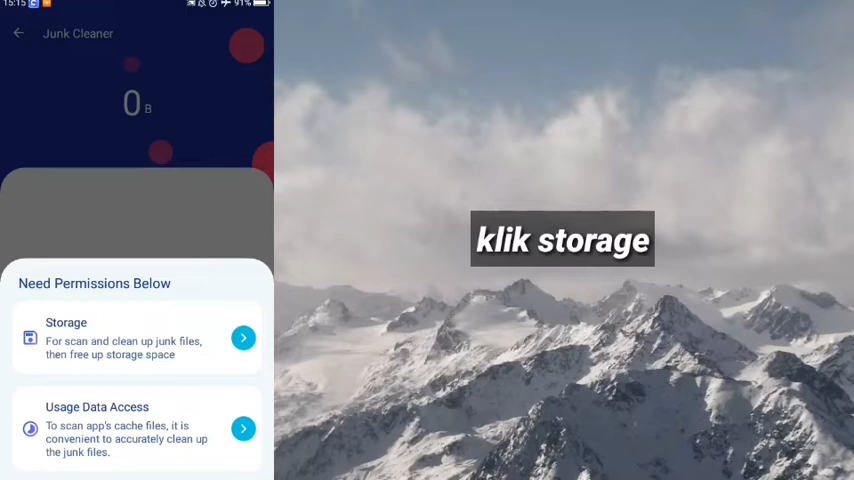 15:15
91%
Junk Cleaner
0 B
klik storage
Need Permissions Below
Storage
For scan and clean up junk files,
then free up storage space
Usage Data Access
To scan app's cache files, it is
convenient to accurately clean up
the junk files.